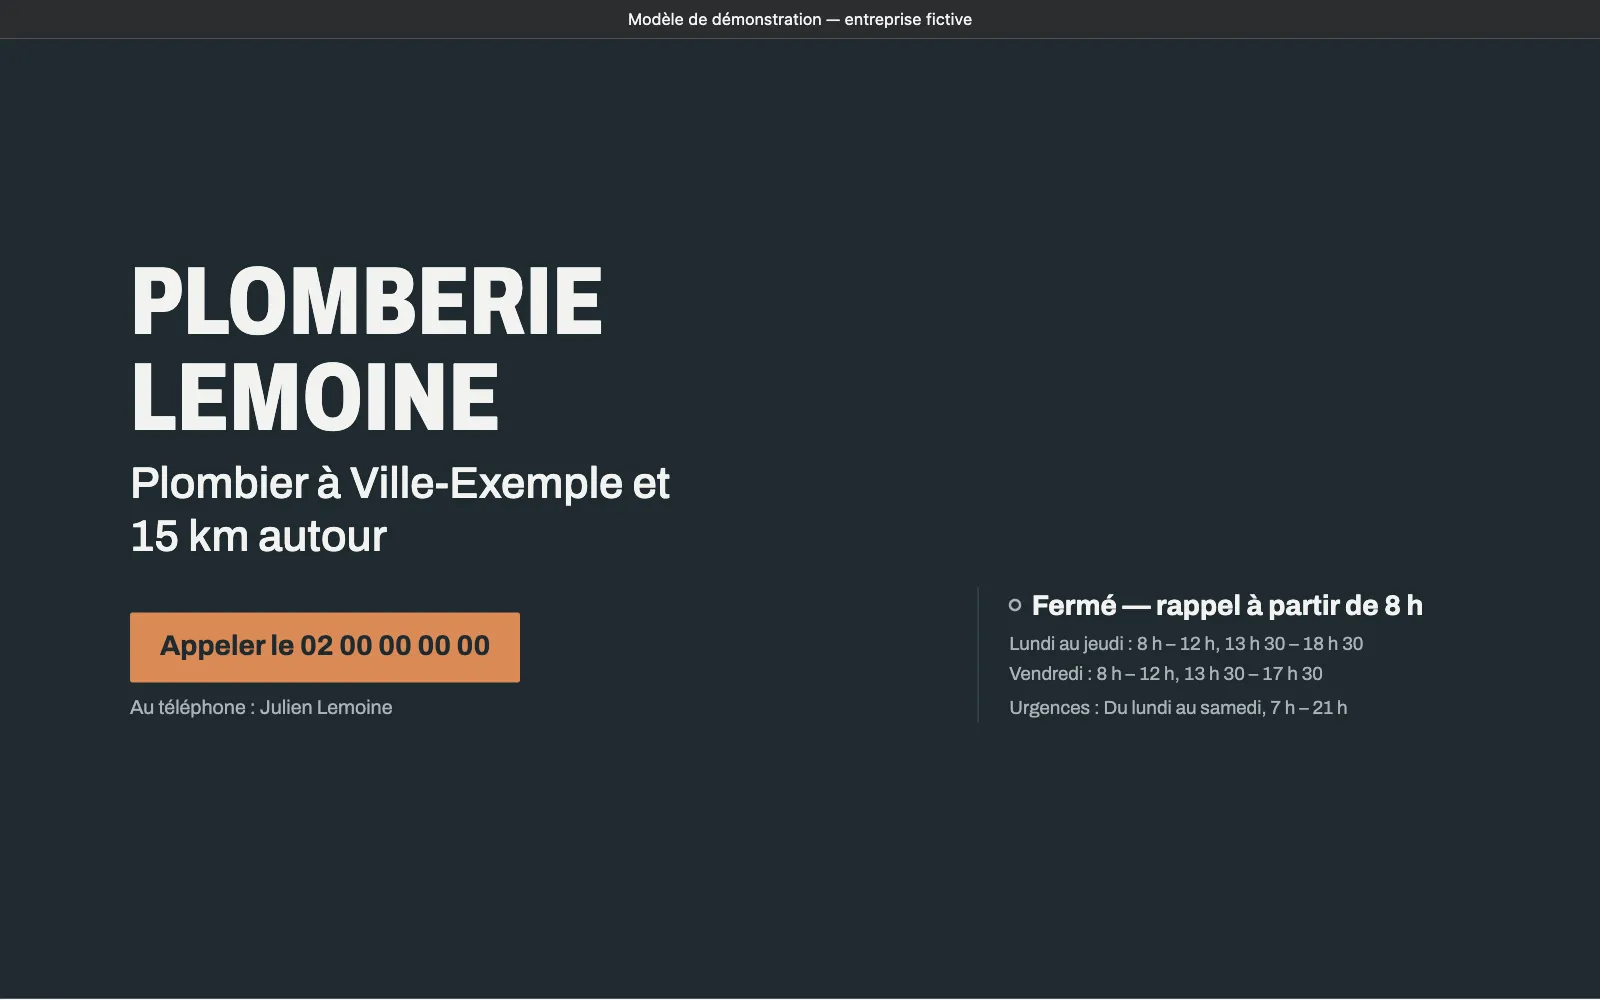 Modèle de démonstration — entreprise fictive
PLOMBERIE
LEMOINE
Plombier à Ville-Exemple et
15 km autour
Appeler le 02 00 00 00 00
Au téléphone : Julien Lemoine
Fermé — rappel à partir de 8 h
Lundi au jeudi : 8 h – 12 h, 13 h 30 – 18 h 30
Vendredi : 8 h – 12 h, 13 h 30 – 17 h 30
Urgences : Du lundi au samedi, 7 h – 21 h